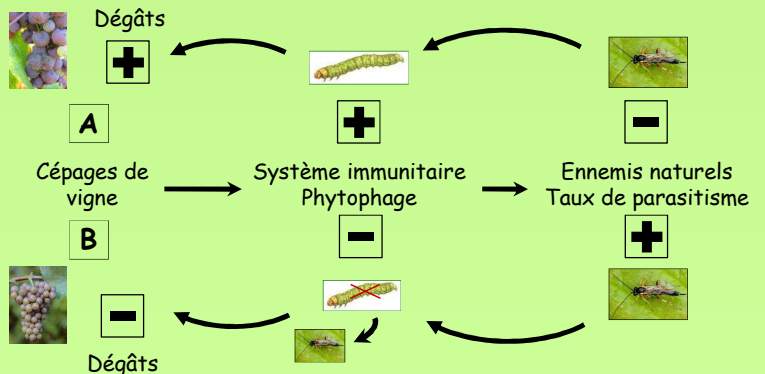 Dégâts
A
Cépages de
vigne
Système immunitaire
Phytophage
Ennemis naturels
Taux de parasitisme
B
Dégâts